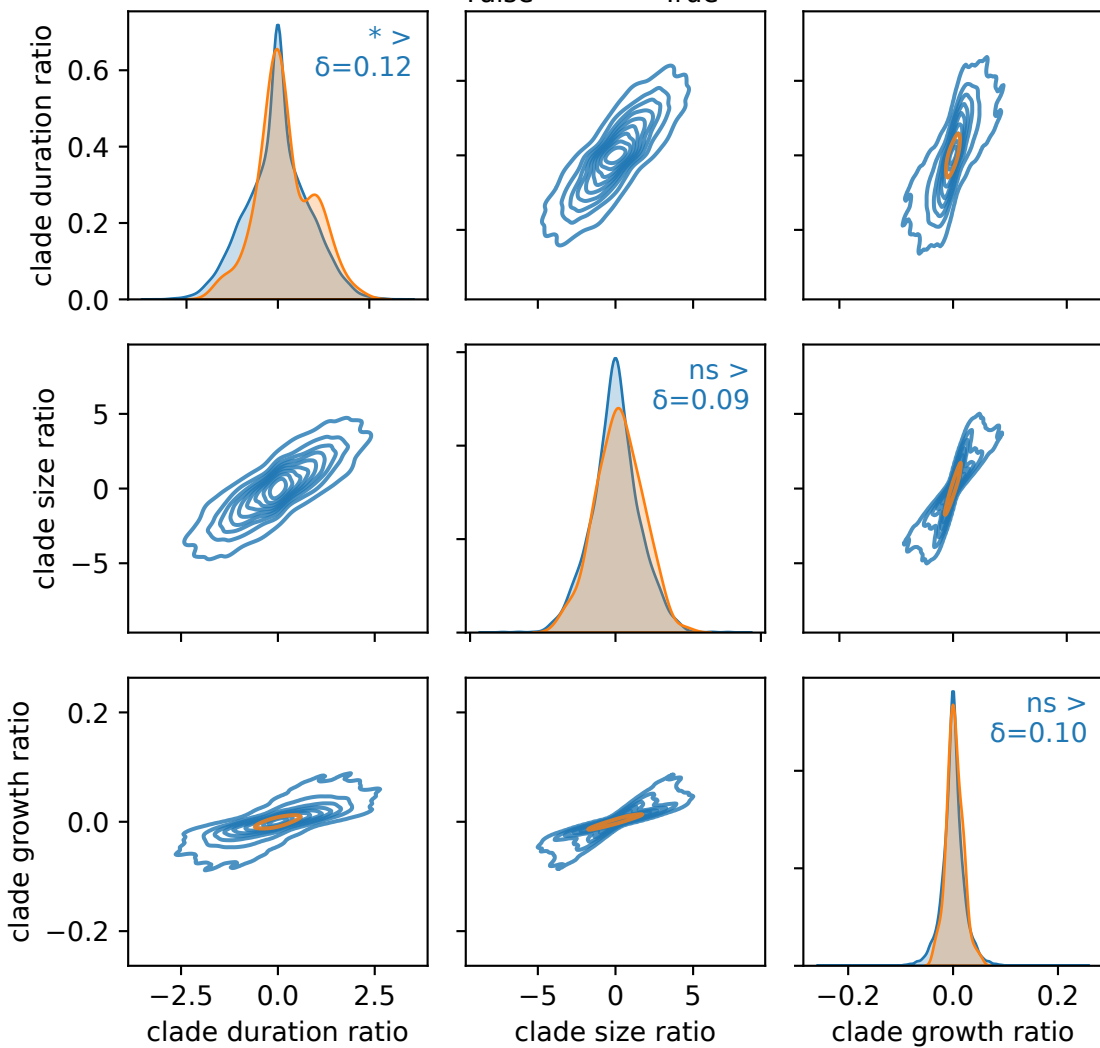 clade duration ratio
0.6
0.4
0.2
0.0
* >
δ=0.12
clade size ratio
5
0
−5
ns >
δ=0.09
clade growth ratio
0.2
0.0
−0.2
ns >
δ=0.10
−2.5 0.0 2.5
−5 0 5
−0.2 0.0 0.2
clade duration ratio
clade size ratio
clade growth ratio